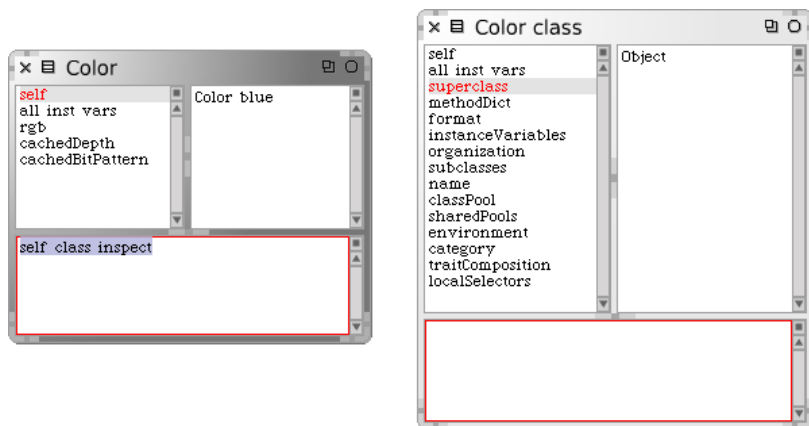 Color
self
all inst vars
rgb
cachedDepth
cachedBitPattern
Color blue
self class inspect
Color class
self
all inst vars
superclass
methodDict
format
instanceVariables
organization
subclasses
name
classPool
sharedPools
environment
category
traitComposition
localSelectors
Object